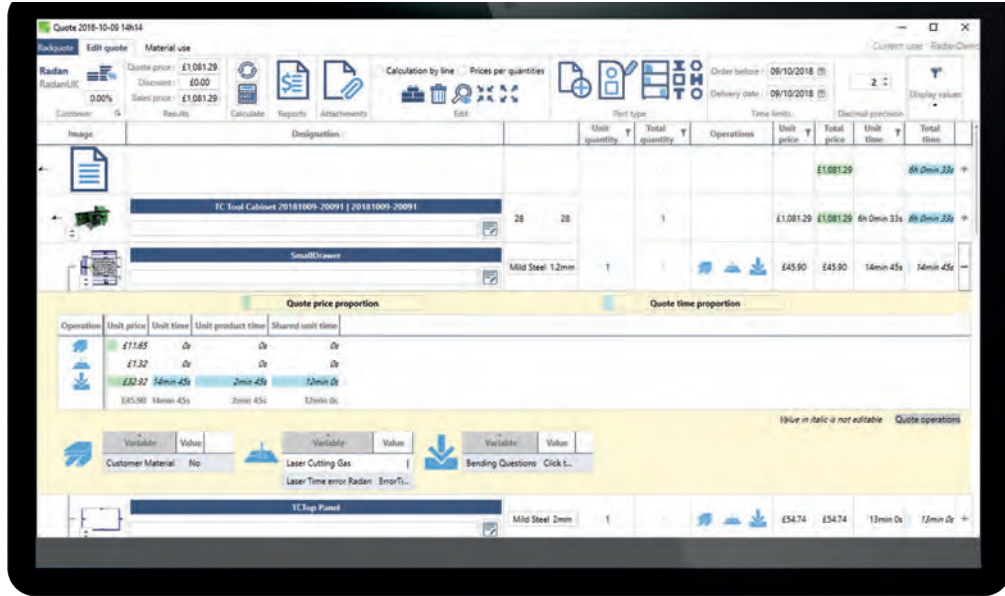 Quote 2018-10-09 14h14
Radquote Edit quote Material use Current user : RadanDemo
Radan
RadanUK
0.00%
Customer
Quote price : £1,081.29
Discount : £0.00
Sales price : £1,081.29
Results
Calculate
Reports
Attachments
Calculation by line Prices per quantities
Edit
Part type
Order before : 09/10/2018
Delivery date : 09/10/2018
Time limits
2
Decimal precision
Display values
Image Designation Unit quantity Total quantity Operations Unit price Total price Unit time Total time
£1,081.29 6h 0min 33s
TC Tool Cabinet 20181009-20091 | 20181009-20091
28 28 1 £1,081.29 £1,081.29 6h 0min 33s 6h 0min 33s
SmallDrawer
Mild Steel 1.2mm 1 £45.90 £45.90 14min 45s 14min 45s
Quote price proportion Quote time proportion
Operation Unit price Unit time Unit product time Shared unit time
£11.65 0s 0s 0s
£1.32 0s 0s 0s
£32.92 14min 45s 2min 45s 12min 0s
£45.90 14min 45s 2min 45s 12min 0s
Value in italic is not editable Quote operations
Variable Value
Customer Material No
Variable Value
Laser Cutting Gas
Laser Time error Radan ErrorTi...
Variable Value
Bending Questions Click t...
TCTop Panel
Mild Steel 2mm 1 £54.74 £54.74 13min 0s 13min 0s